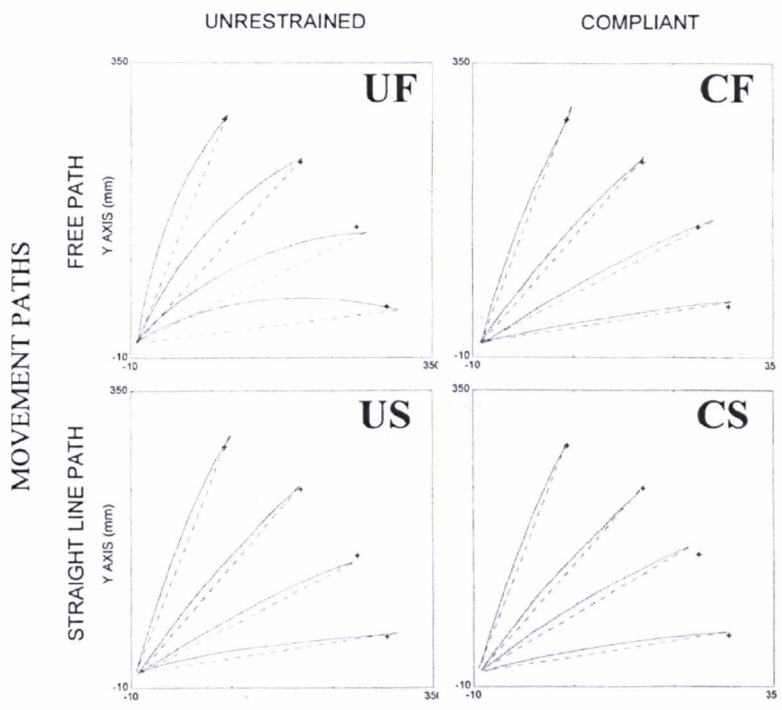 UNRESTRAINED COMPLIANT
MOVEMENT PATHS
FREE PATH
Y AXIS (mm)
350
UF
-10
-10
350
350
CF
-10
-10
35
STRAIGHT LINE PATH
Y AXIS (mm)
350
US
-10
-10
350
350
CS
-10
-10
35